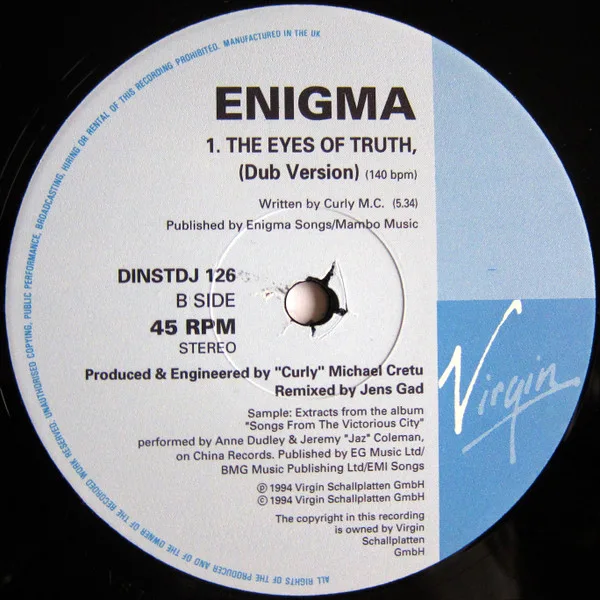 ENIGMA
1. THE EYES OF TRUTH,
(Dub Version) (140 bpm)
Written by Curly M.C. (5.34)
Published by Enigma Songs/Mambo Music
DINSTDJ 126
B SIDE
45 RPM
STEREO
Produced & Engineered by "Curly" Michael Cretu
Remixed by Jens Gad
Sample: Extracts from the album
"Songs From The Victorious City"
performed by Anne Dudley & Jeremy "Jaz" Coleman,
on China Records. Published by EG Music Ltd/
BMG Music Publishing Ltd/EMI Songs
℗ 1994 Virgin Schallplatten GmbH
© 1994 Virgin Schallplatten GmbH
The copyright in this recording
is owned by Virgin
Schallplatten
GmbH
Virgin
ALL RIGHTS OF THE PRODUCER AND OF THE OWNER OF THE RECORDED WORK RESERVED. UNAUTHORISED COPYING, PUBLIC PERFORMANCE, BROADCASTING, HIRING OR RENTAL OF THIS RECORDING PROHIBITED. MANUFACTURED IN THE UK